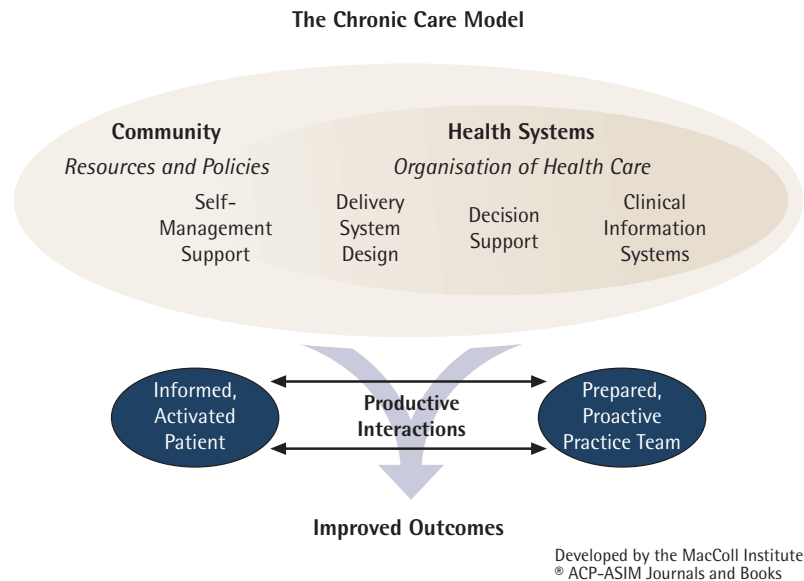 The Chronic Care Model
Community
Resources and Policies
Health Systems
Organisation of Health Care
Self-
Management
Support
Delivery
System
Design
Decision
Support
Clinical
Information
Systems
Informed,
Activated
Patient
Productive
Interactions
Prepared,
Proactive
Practice Team
Improved Outcomes
Developed by the MacColl Institute
® ACP-ASIM Journals and Books